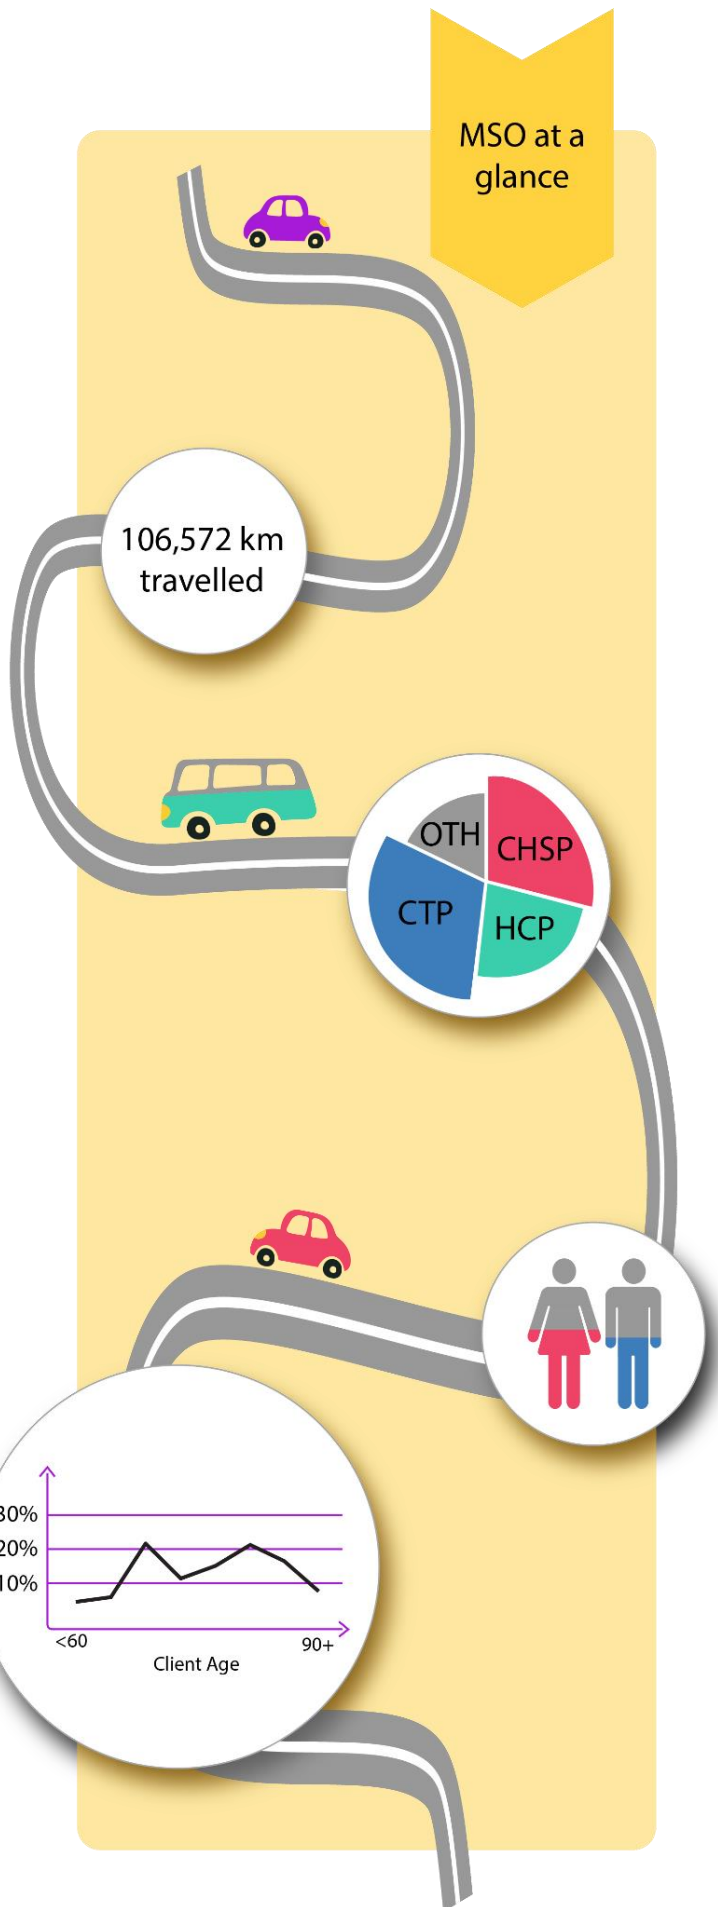 MSO at a
glance
106,572 km
travelled
OTH
CHSP
CTP
HCP
30%
20%
10%
<60
90+
Client Age